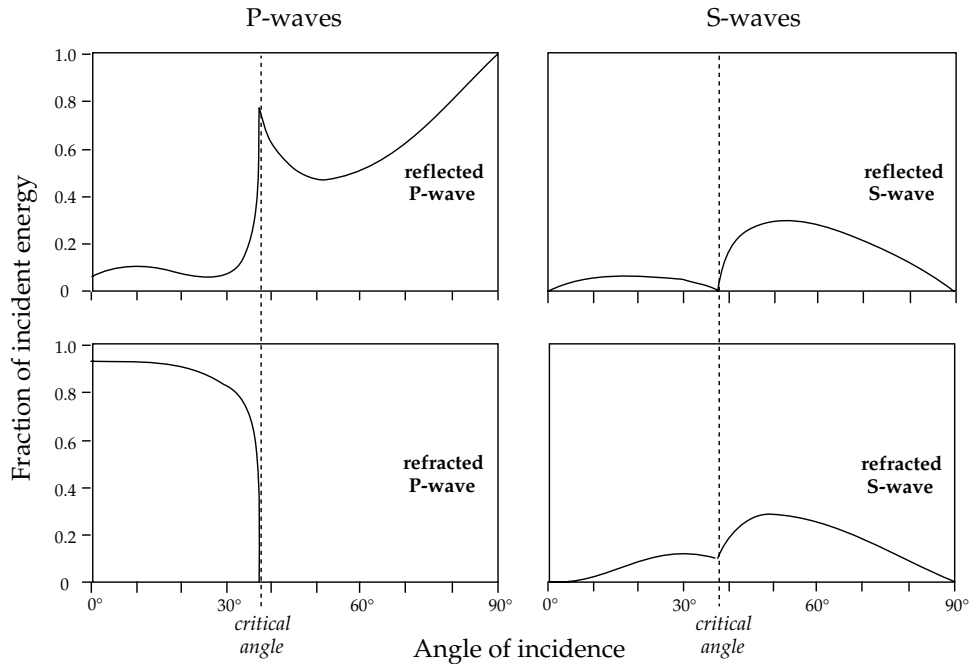 P-waves
S-waves
Fraction of incident energy
1.0
0.8
0.6
0.4
0.2
0
reflected
P-wave
reflected
S-wave
1.0
0.8
0.6
0.4
0.2
0
refracted
P-wave
refracted
S-wave
0° 30° 60° 90°
critical
angle
0° 30° 60° 90°
critical
angle
Angle of incidence